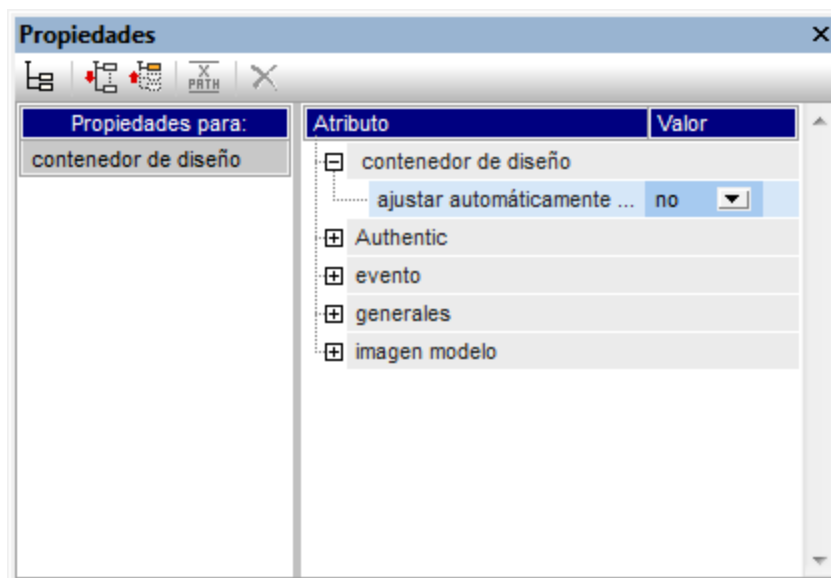 Propiedades
X
PATH
Propiedades para:
contenedor de diseño
Atributo Valor
contenedor de diseño
ajustar automáticamente ... no
Authentic
evento
generales
imagen modelo